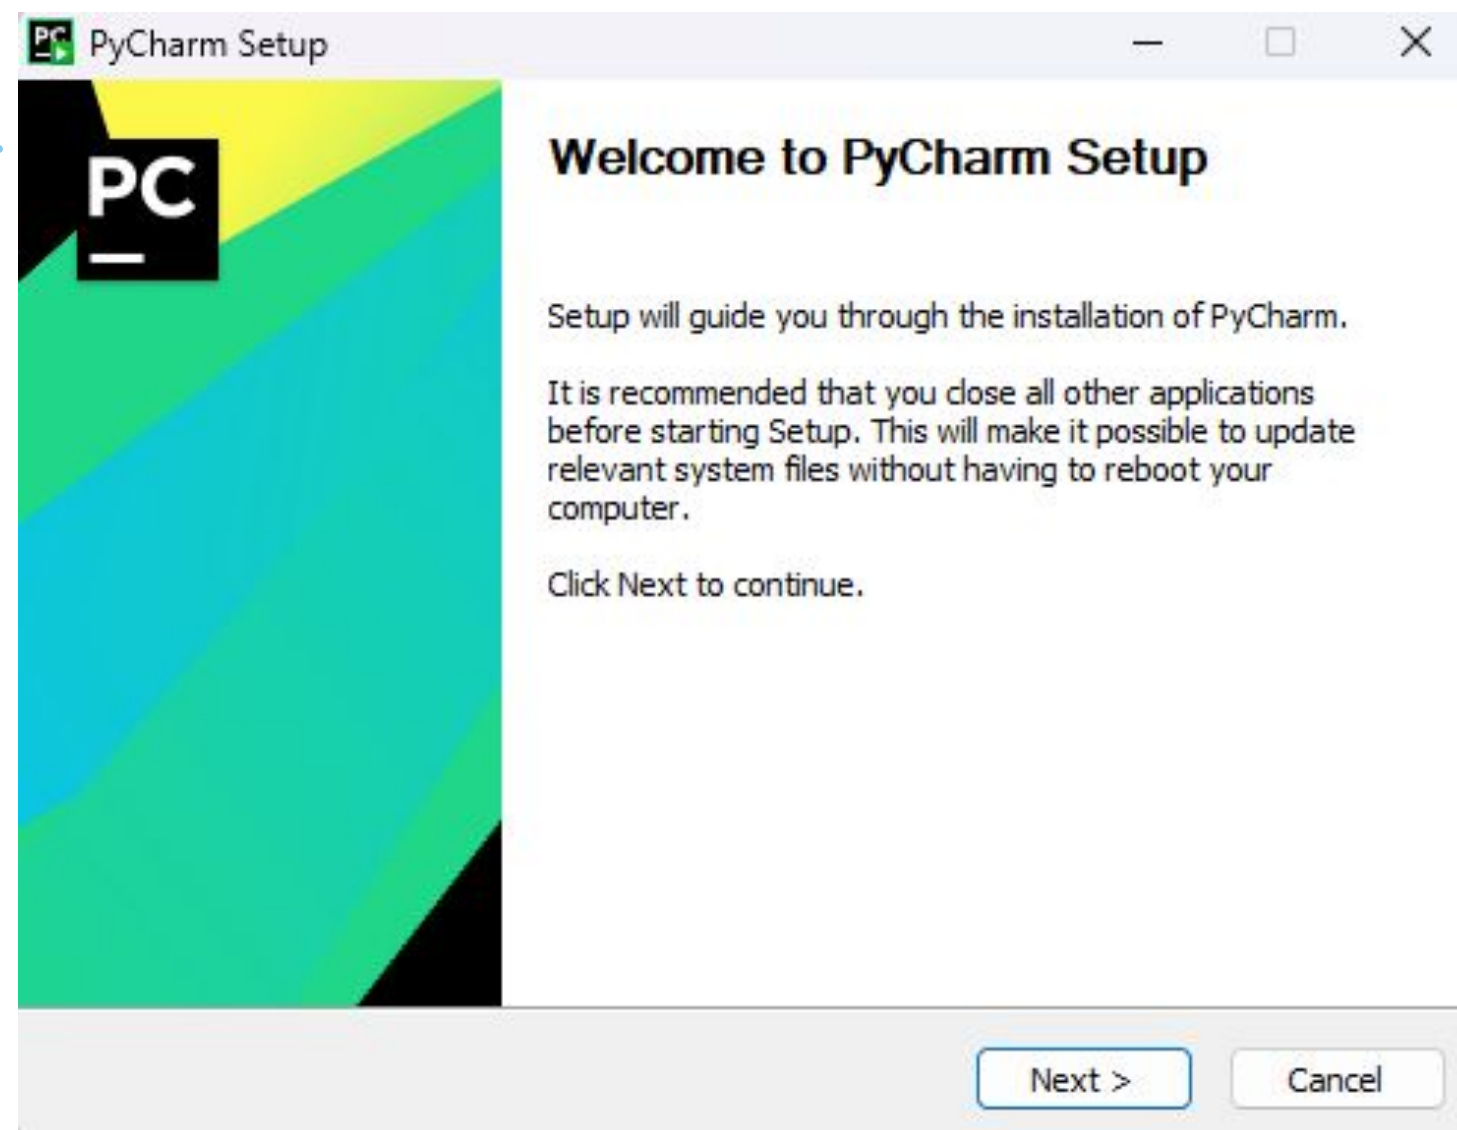 PC PyCharm Setup
PC
Welcome to PyCharm Setup
Setup will guide you through the installation of PyCharm.
It is recommended that you close all other applications
before starting Setup. This will make it possible to update
relevant system files without having to reboot your
computer.
Click Next to continue.
Next >
Cancel